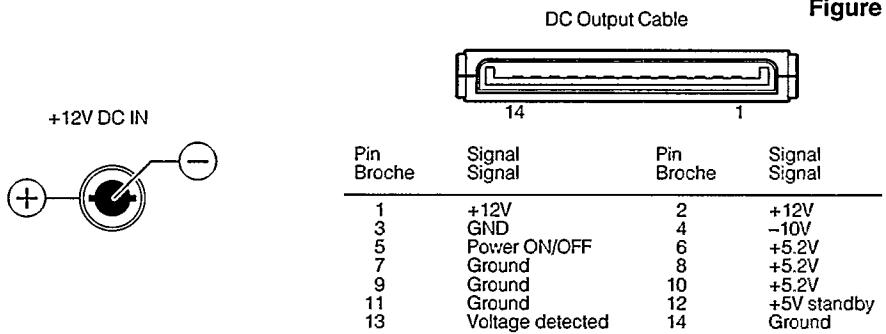 Figure
DC Output Cable
14 1
+12V DC IN
+ −
Pin Signal Pin Signal
Broche Signal Broche Signal
1 +12V 2 +12V
3 GND 4 −10V
5 Power ON/OFF 6 +5.2V
7 Ground 8 +5.2V
9 Ground 10 +5.2V
11 Ground 12 +5V standby
13 Voltage detected 14 Ground